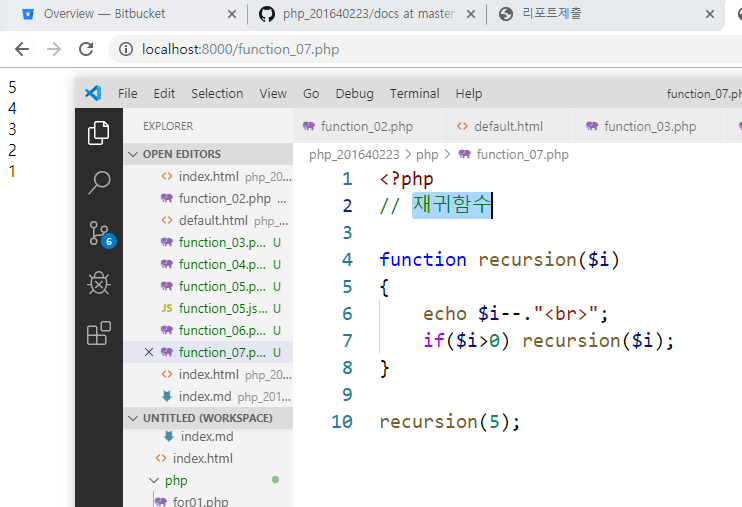 Overview — Bitbucket
php_201640223/docs at master
리포트제출
localhost:8000/function_07.php
5
4
3
2
1
File Edit Selection View Go Debug Terminal Help
function_07.ph
EXPLORER
OPEN EDITORS
index.html php_20...
function_02.php ...
default.html php_...
function_03.p... U
function_04.p... U
function_05.p... U
JS function_05.js... U
function_06.p... U
function_07.p... U
index.html php_20...
index.md php_201...
UNTITLED (WORKSPACE)
index.md
index.html
php
for01.php
6
function_02.php
default.html
function_03.php
php_201640223 > php > function_07.php
1 <?php
2 // 재귀함수
3
4 function recursion($i)
5 {
6 echo $i--."<br>";
7 if($i>0) recursion($i);
8 }
9
10 recursion(5);